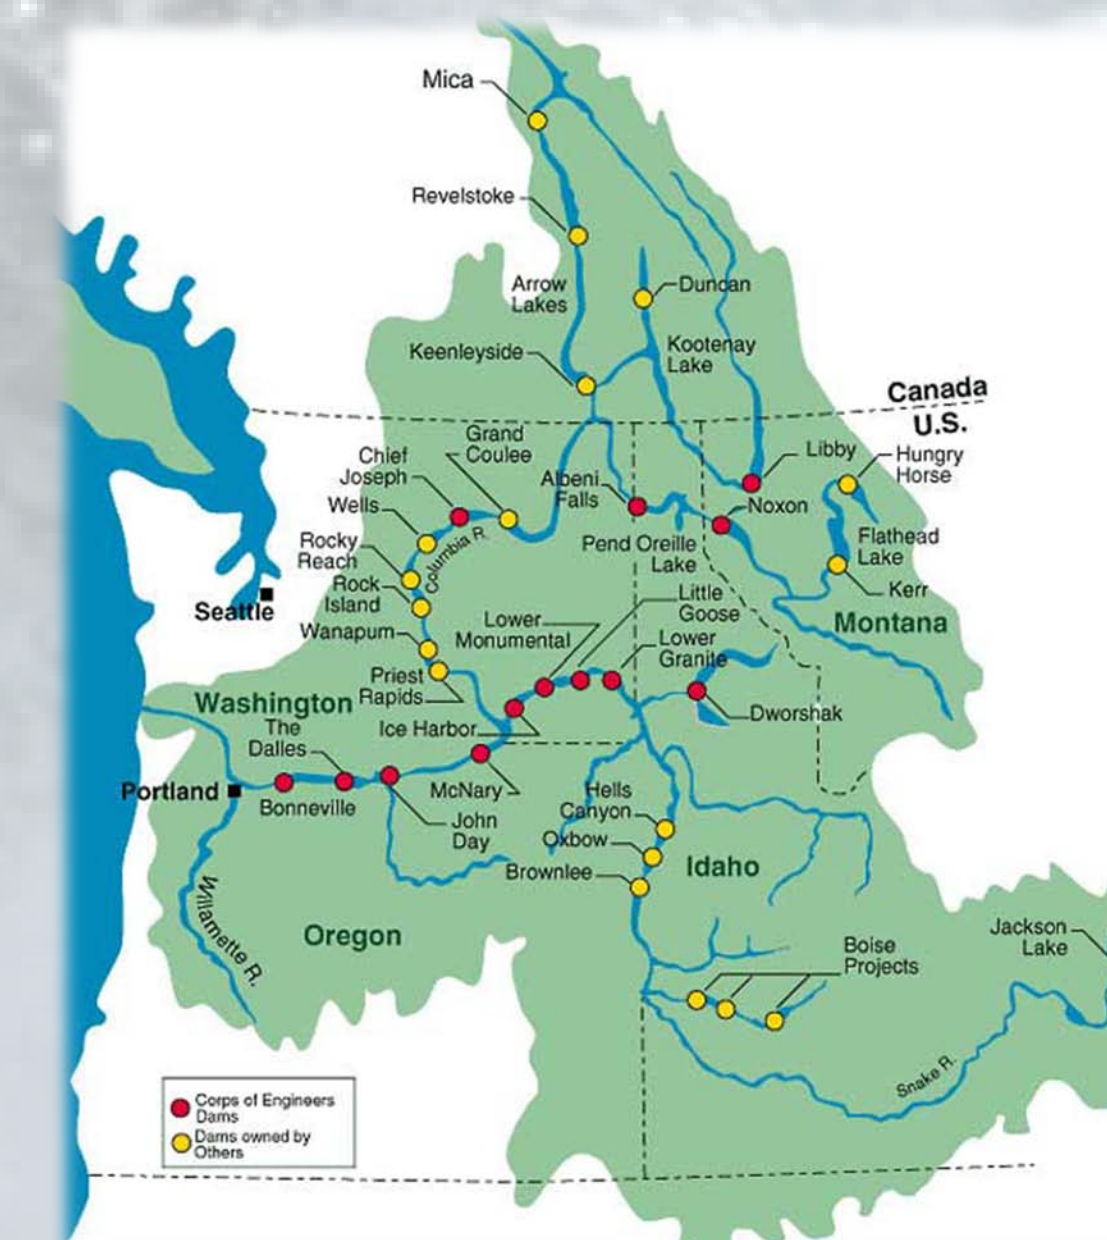 Mica
Revelstoke
Arrow
Lakes
Duncan
Keenleyside
Kootenay
Lake
Canada
U.S.
Grand
Coulee
Chief
Joseph
Wells
Albeni
Falls
Libby
Hungry
Horse
Noxon
Columbia R.
Rocky
Reach
Pend Oreille
Lake
Flathead
Lake
Rock
Island
Kerr
Seattle
Little
Goose
Lower
Monumental
Montana
Wanapum
Lower
Granite
Priest
Rapids
Washington
Ice Harbor
Dworshak
The
Dalles
Portland
Bonneville
McNary
Hells
Canyon
John
Day
Oxbow
Brownlee
Idaho
Willamette R.
Oregon
Jackson
Lake
Boise
Projects
Snake R.
Corps of Engineers
Dams
Dams owned by
Others